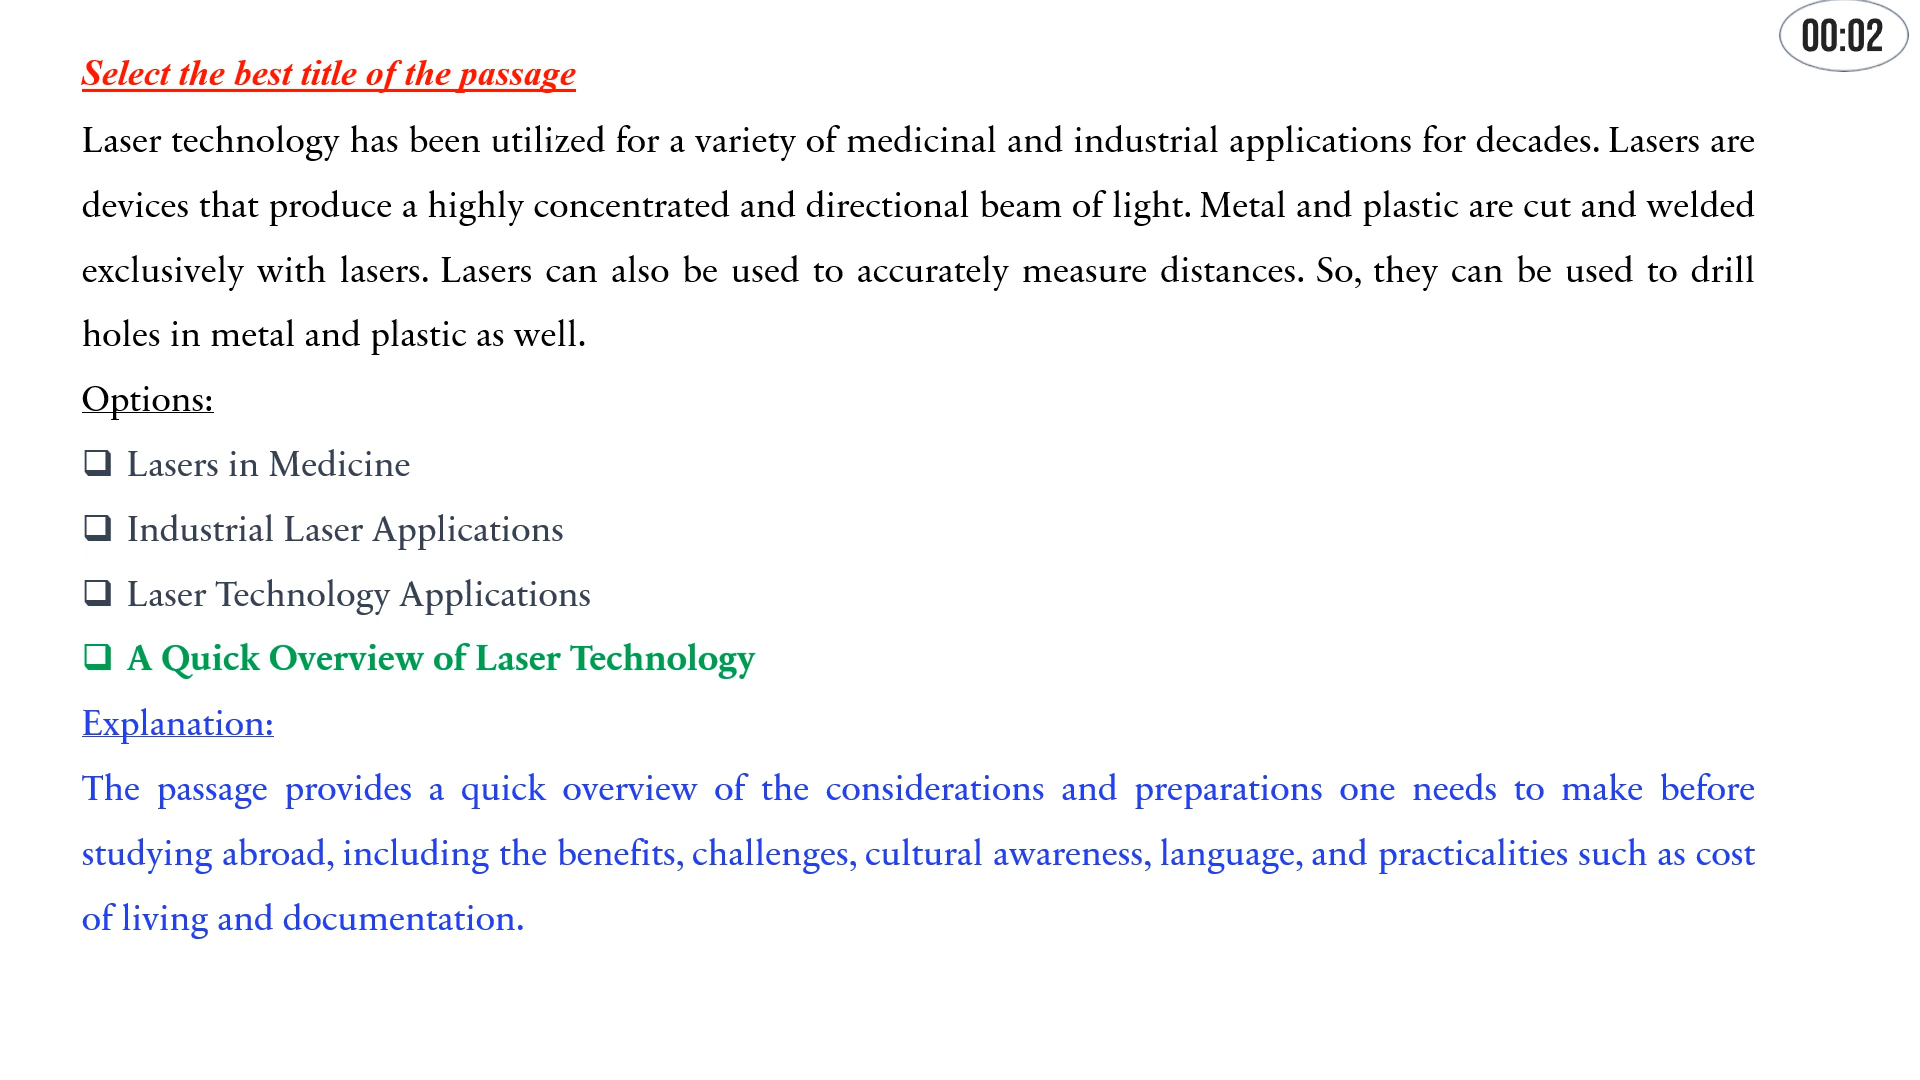 00:02
Select the best title of the passage
Laser technology has been utilized for a variety of medicinal and industrial applications for decades. Lasers are
devices that produce a highly concentrated and directional beam of light. Metal and plastic are cut and welded
exclusively with lasers. Lasers can also be used to accurately measure distances. So, they can be used to drill
holes in metal and plastic as well.
Options:
❑ Lasers in Medicine
❑ Industrial Laser Applications
❑ Laser Technology Applications
❑ A Quick Overview of Laser Technology
Explanation:
The passage provides a quick overview of the considerations and preparations one needs to make before
studying abroad, including the benefits, challenges, cultural awareness, language, and practicalities such as cost
of living and documentation.